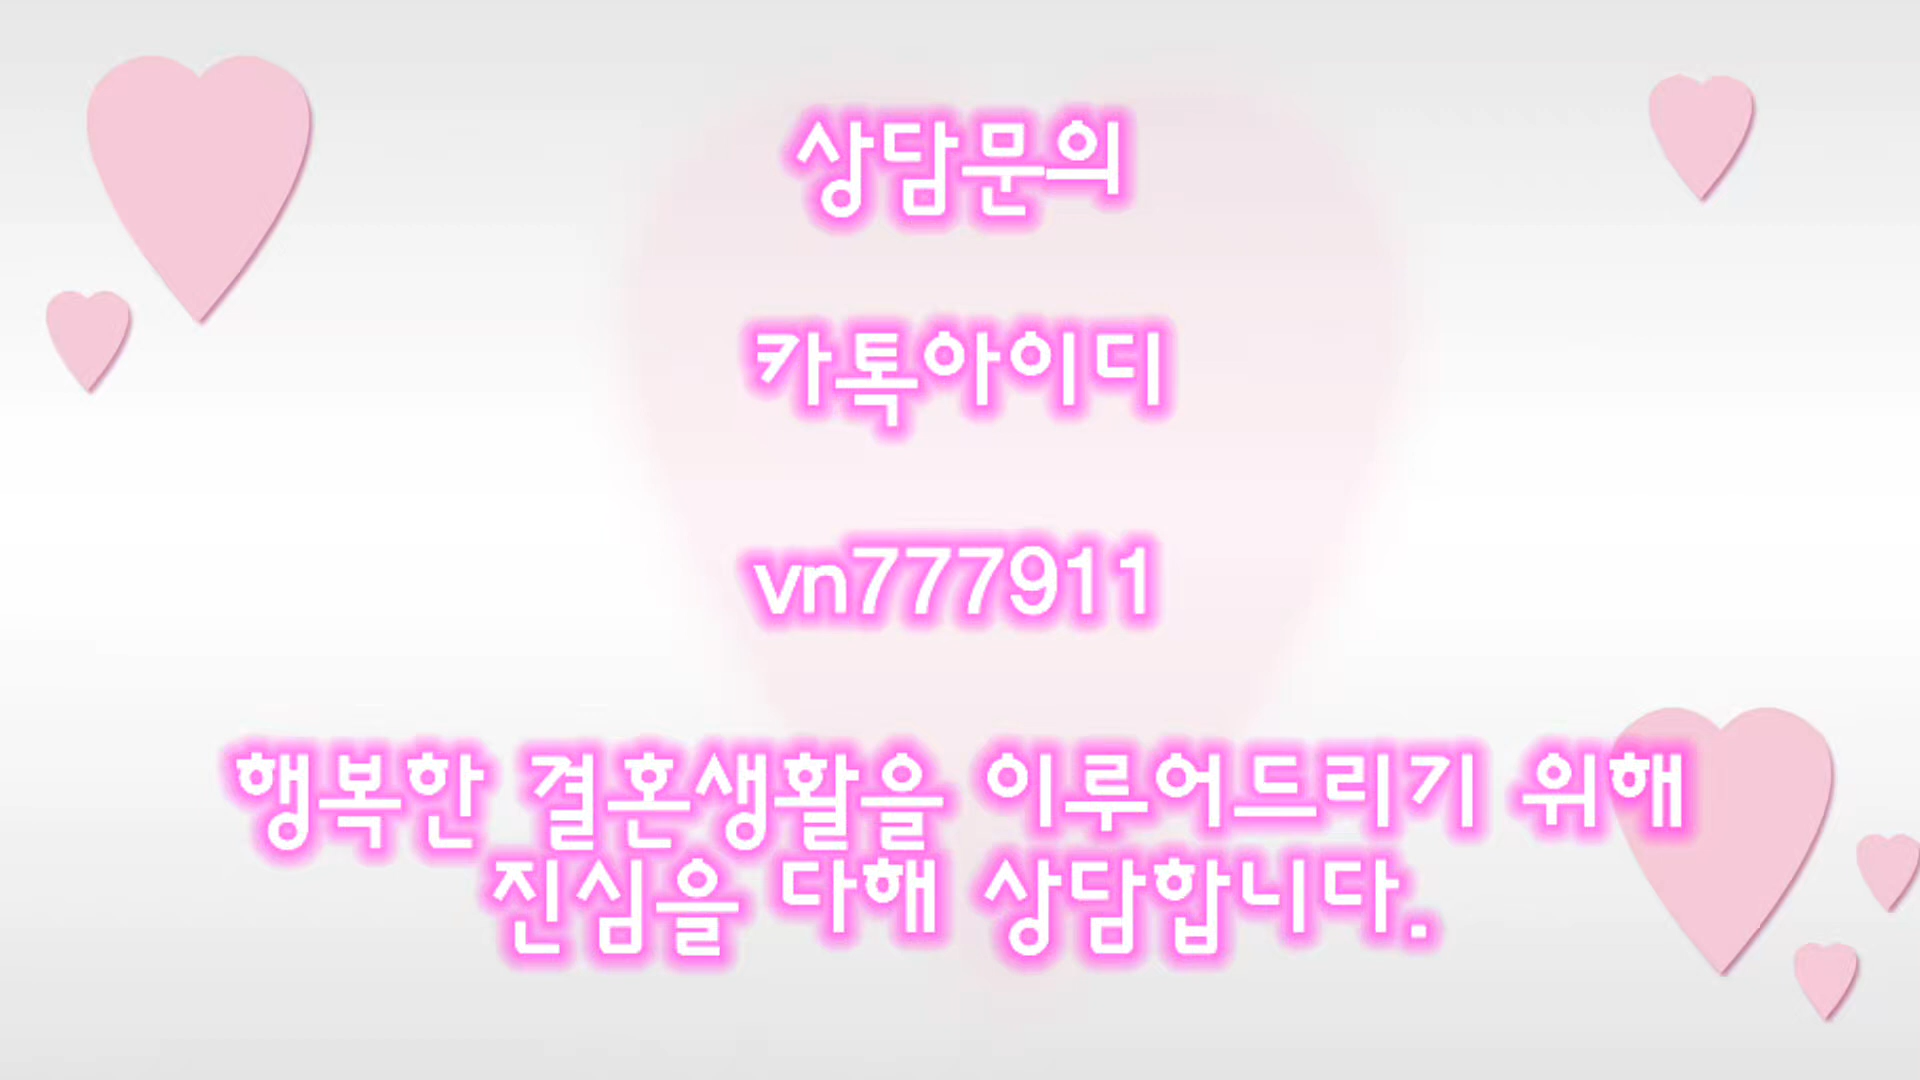 상담문의
카톡아이디
vn777911
행복한 결혼생활을 이루어드리기 위해
진심을 다해 상담합니다.